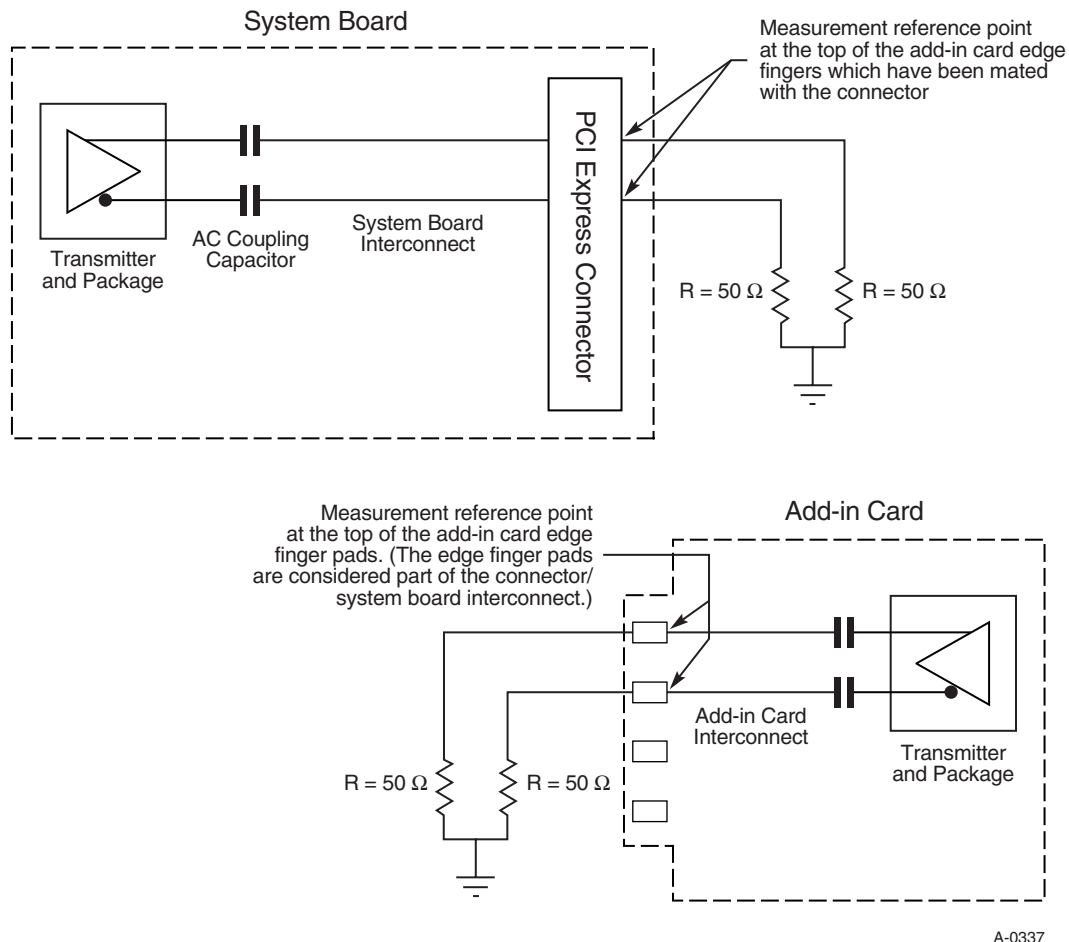 System Board
Measurement reference point
at the top of the add-in card edge
fingers which have been mated
with the connector
PCI Express Connector
Transmitter
and Package
AC Coupling
Capacitor
System Board
Interconnect
R = 50 Ω
R = 50 Ω
Measurement reference point
at the top of the add-in card edge
finger pads. (The edge finger pads
are considered part of the connector/
system board interconnect.)
Add-in Card
Add-in Card
Interconnect
Transmitter
and Package
R = 50 Ω
R = 50 Ω
A-0337